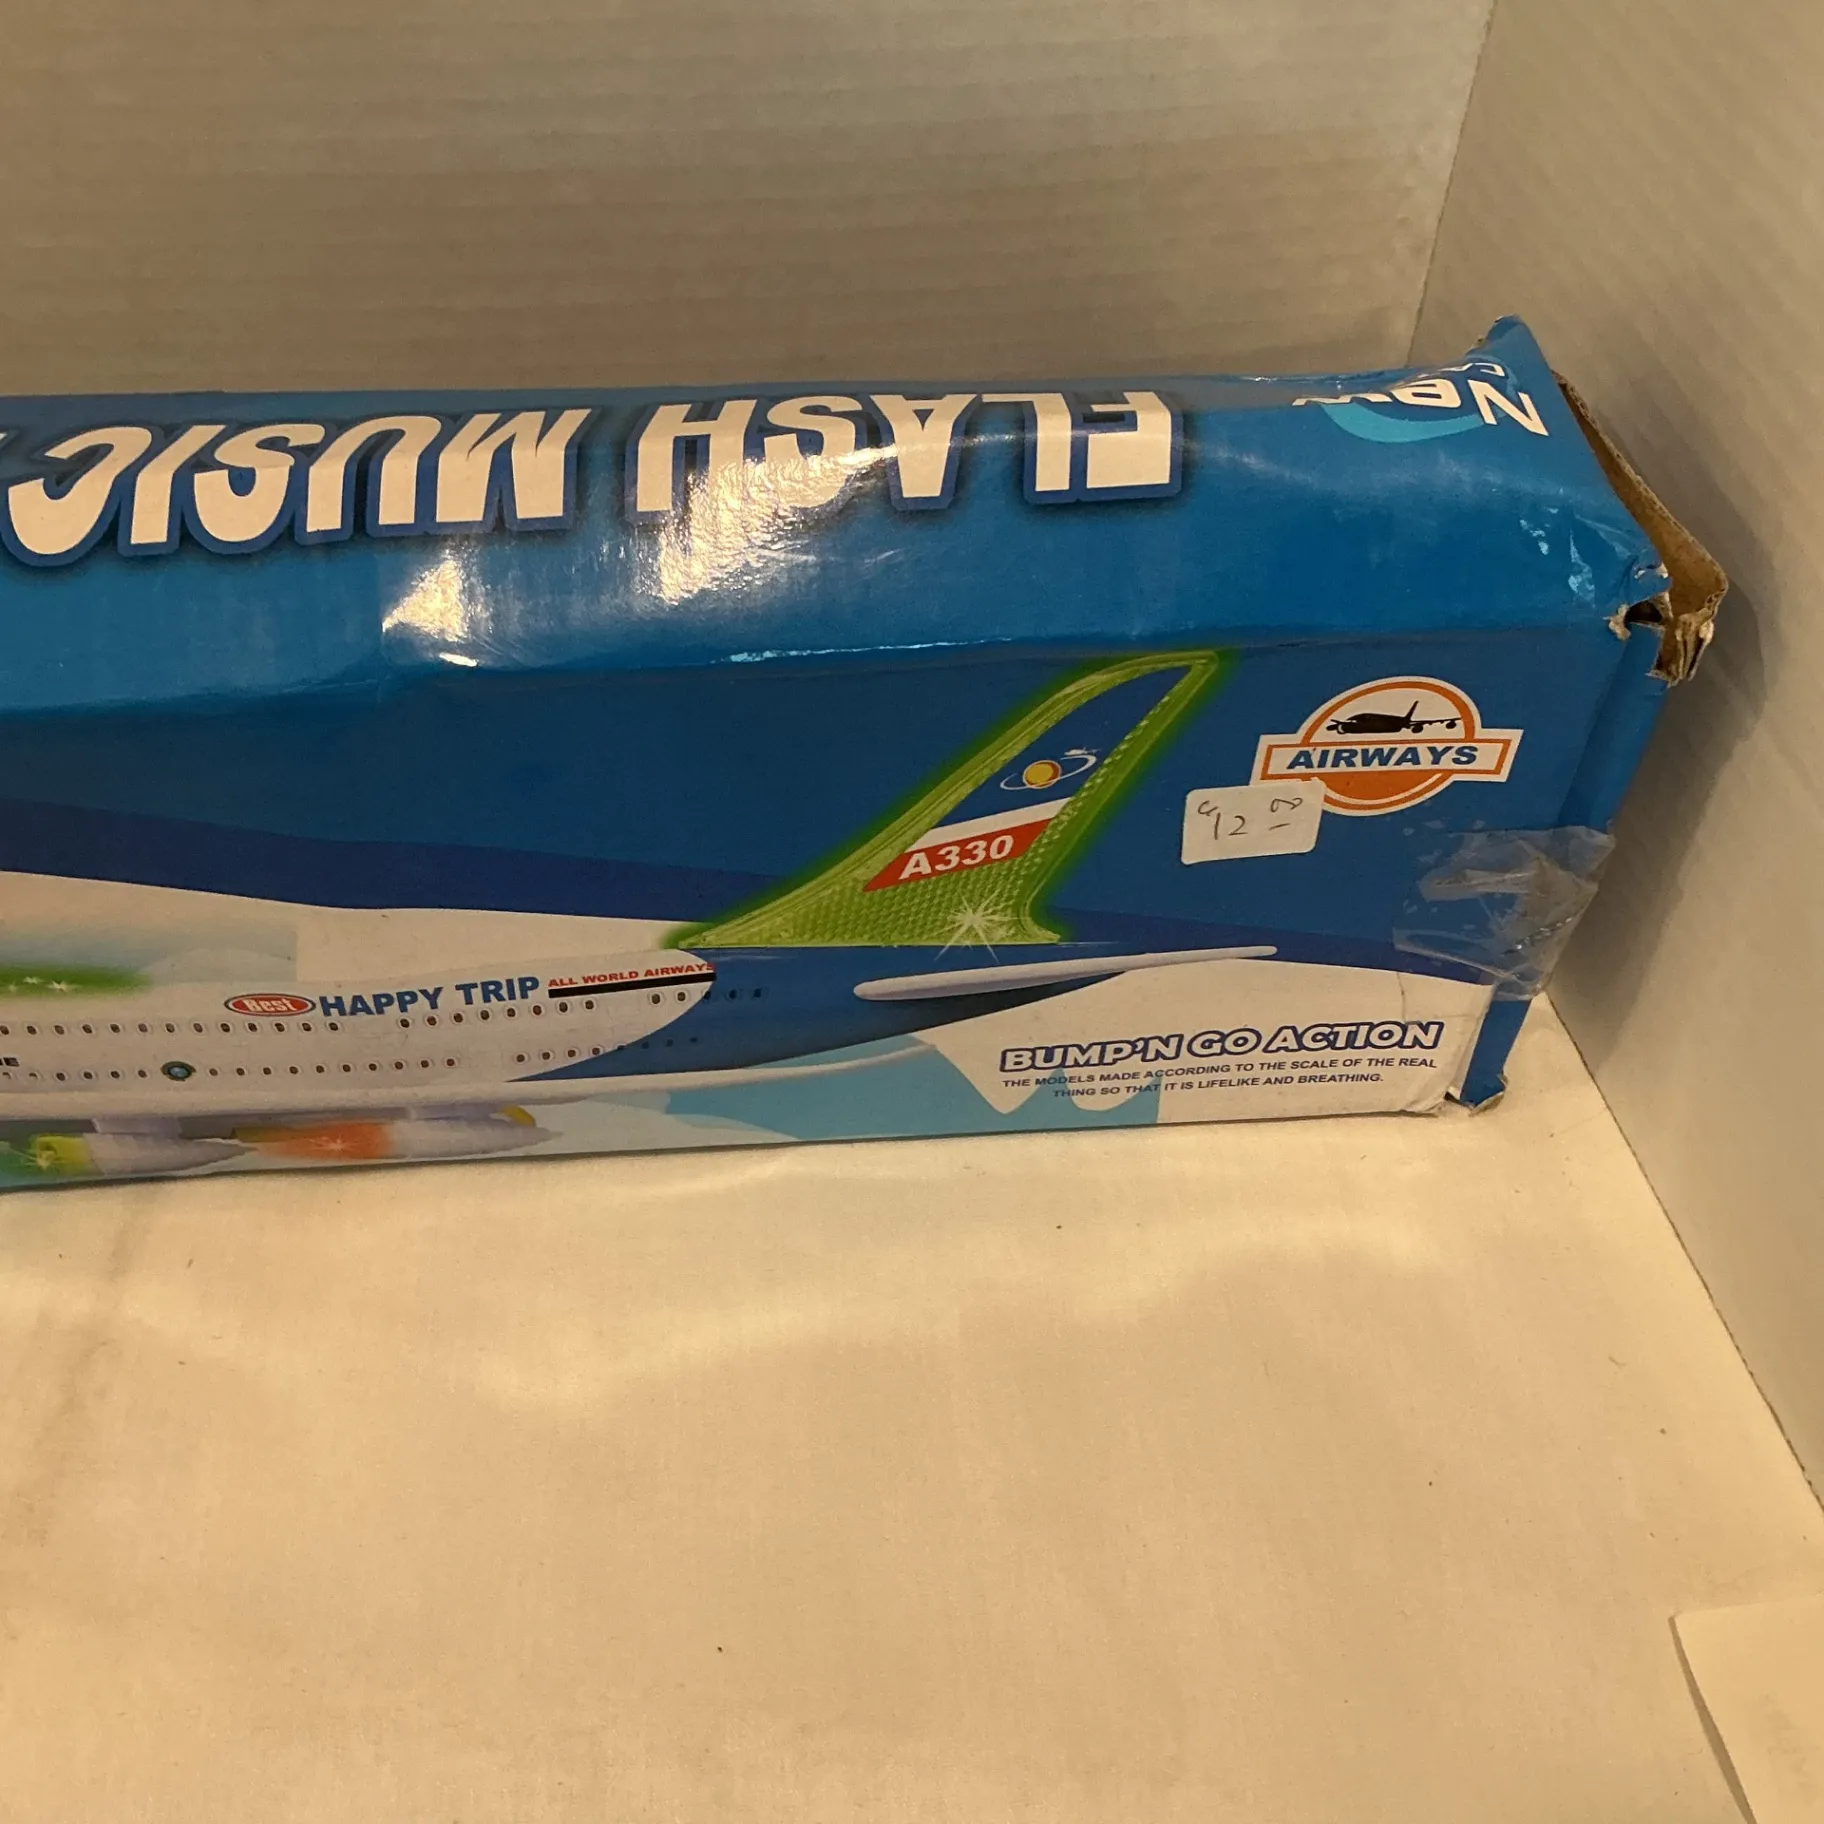 New
FLASH MUSIC
AIRWAYS
12 00
A330
Best HAPPY TRIP ALL WORLD AIRWAYS
BUMP'N GO ACTION
THE MODELS MADE ACCORDING TO THE SCALE OF THE REAL
THING SO THAT IT IS LIFELIKE AND BREATHING.